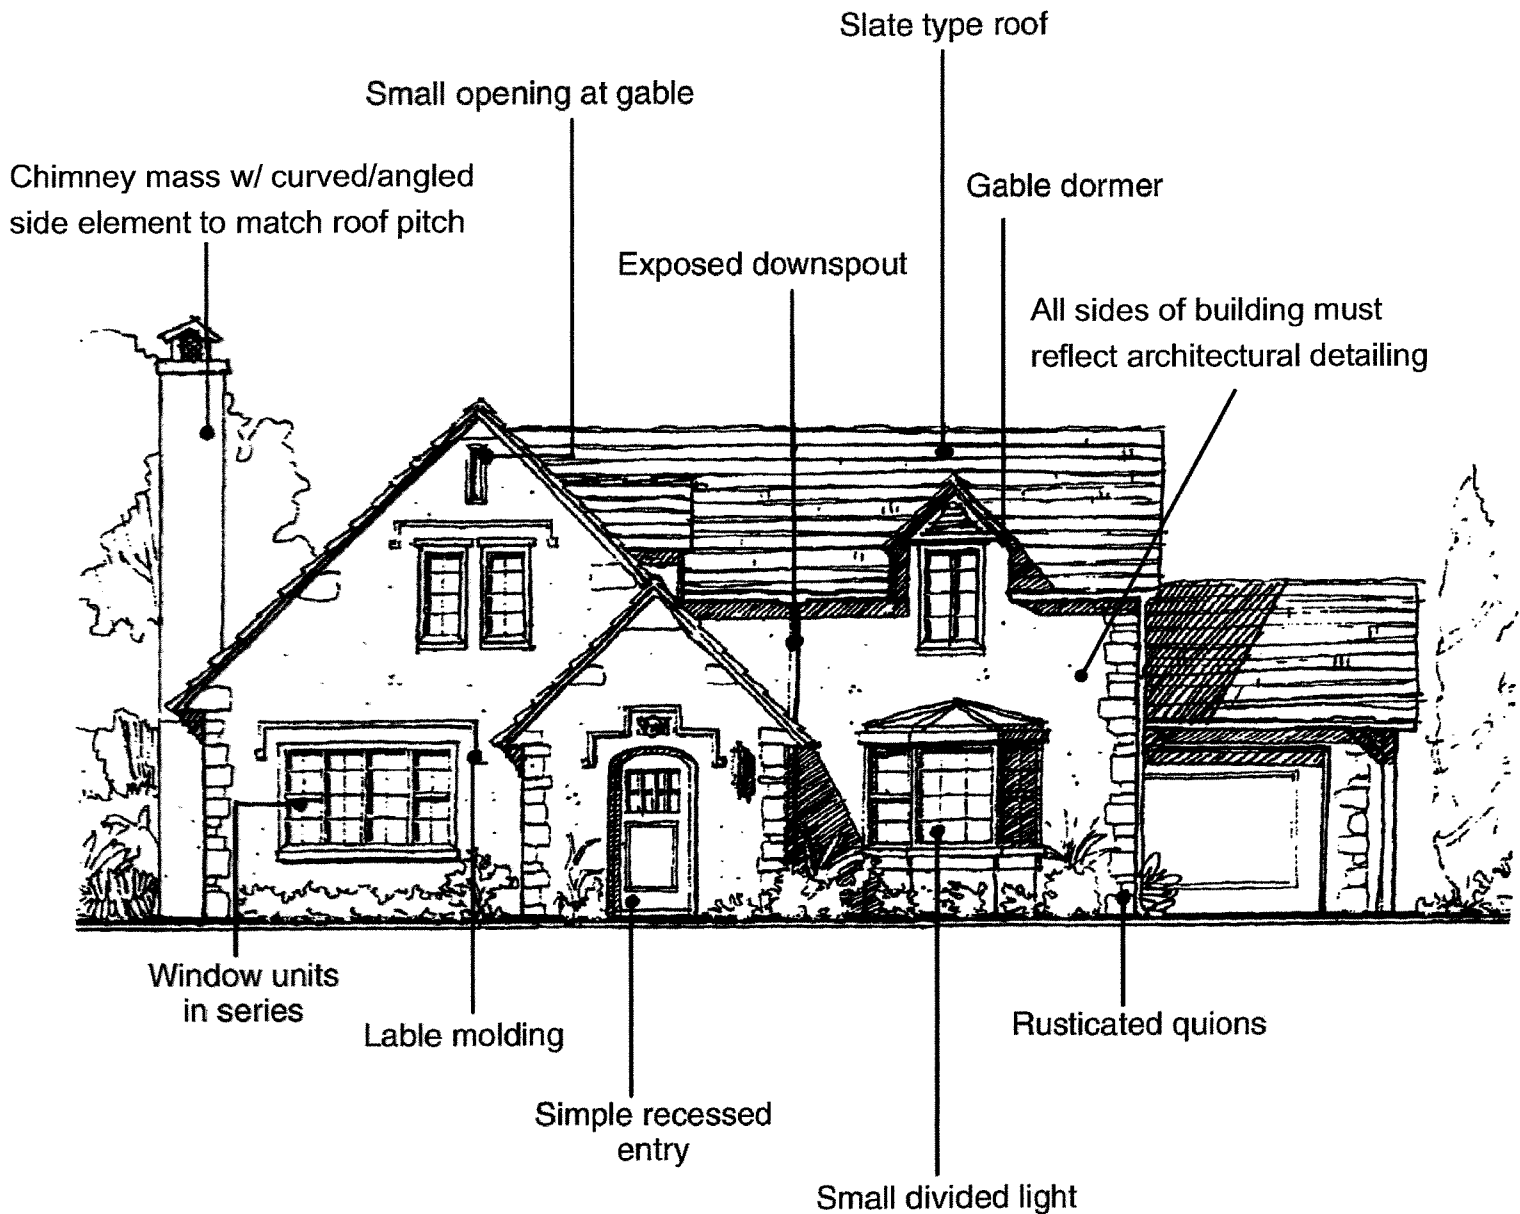 Slate type roof
Small opening at gable
Chimney mass w/ curved/angled
side element to match roof pitch
Gable dormer
Exposed downspout
All sides of building must
reflect architectural detailing
Window units
in series
Lable molding
Rusticated quions
Simple recessed
entry
Small divided light